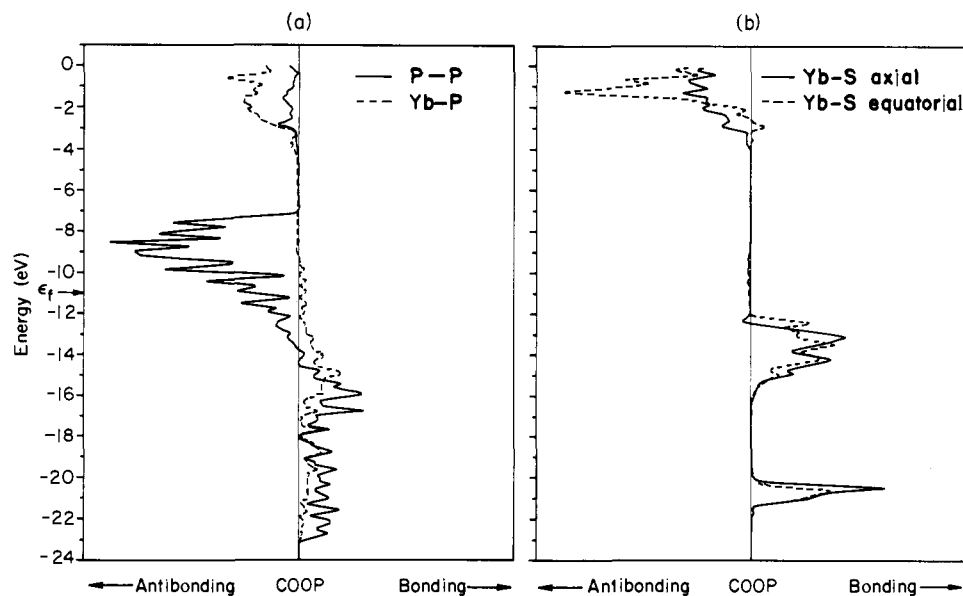 (a)
(b)
0
-2
-4
-6
-8
-10
εf
-12
-14
-16
-18
-20
-22
-24
Energy (eV)
P-P
Yb-P
Yb-S axial
Yb-S equatorial
Antibonding COOP Bonding
Antibonding COOP Bonding